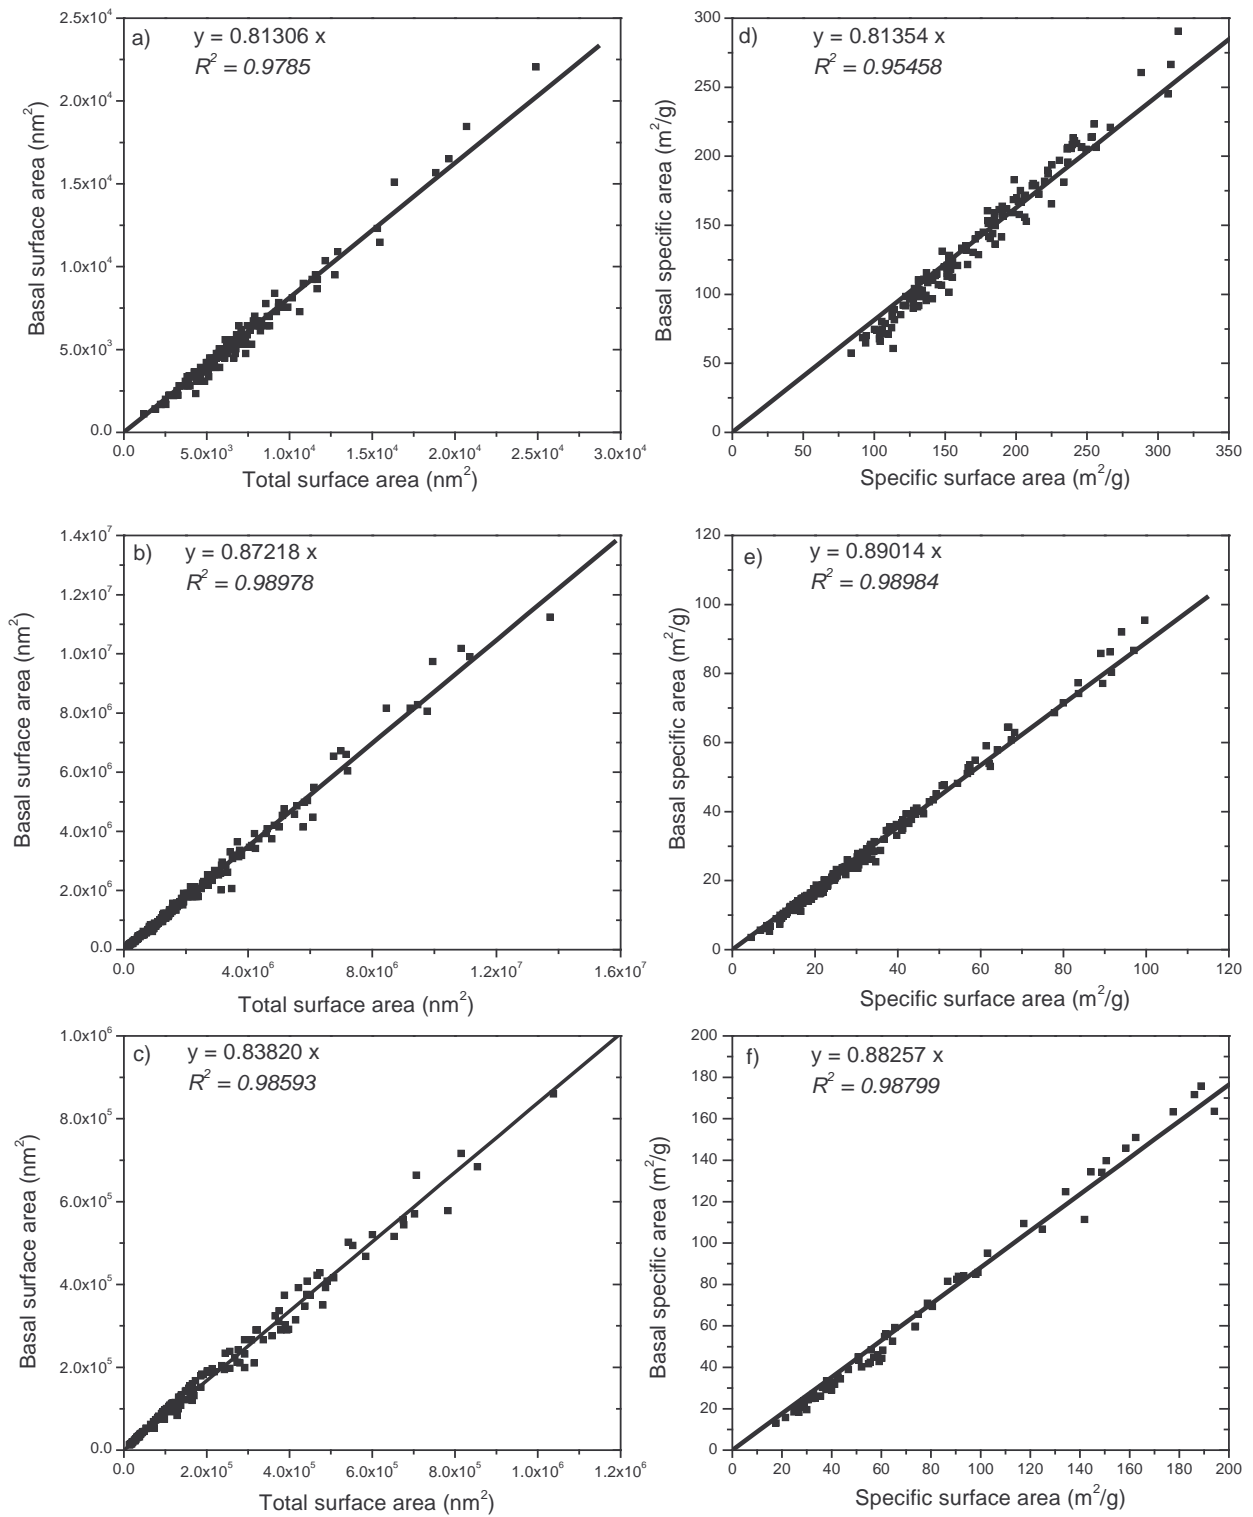 a)
y = 0.81306 x
R² = 0.9785
2.5x10⁴
2.0x10⁴
1.5x10⁴
1.0x10⁴
5.0x10³
0.0
Basal surface area (nm²)
0.0 5.0x10³ 1.0x10⁴ 1.5x10⁴ 2.0x10⁴ 2.5x10⁴ 3.0x10⁴
Total surface area (nm²)
d)
y = 0.81354 x
R² = 0.95458
300
250
200
150
100
50
0
Basal specific area (m²/g)
0 50 100 150 200 250 300 350
Specific surface area (m²/g)
b)
y = 0.87218 x
R² = 0.98978
1.4x10⁷
1.2x10⁷
1.0x10⁷
8.0x10⁶
6.0x10⁶
4.0x10⁶
2.0x10⁶
0.0
Basal surface area (nm²)
0.0 4.0x10⁶ 8.0x10⁶ 1.2x10⁷ 1.6x10⁷
Total surface area (nm²)
e)
y = 0.89014 x
R² = 0.98984
120
100
80
60
40
20
0
Basal specific area (m²/g)
0 20 40 60 80 100 120
Specific surface area (m²/g)
c)
y = 0.83820 x
R² = 0.98593
1.0x10⁶
8.0x10⁵
6.0x10⁵
4.0x10⁵
2.0x10⁵
0.0
Basal surface area (nm²)
0.0 2.0x10⁵ 4.0x10⁵ 6.0x10⁵ 8.0x10⁵ 1.0x10⁶ 1.2x10⁶
Total surface area (nm²)
f)
y = 0.88257 x
R² = 0.98799
200
180
160
140
120
100
80
60
40
20
0
Basal specific area (m²/g)
0 20 40 60 80 100 120 140 160 180 200
Specific surface area (m²/g)